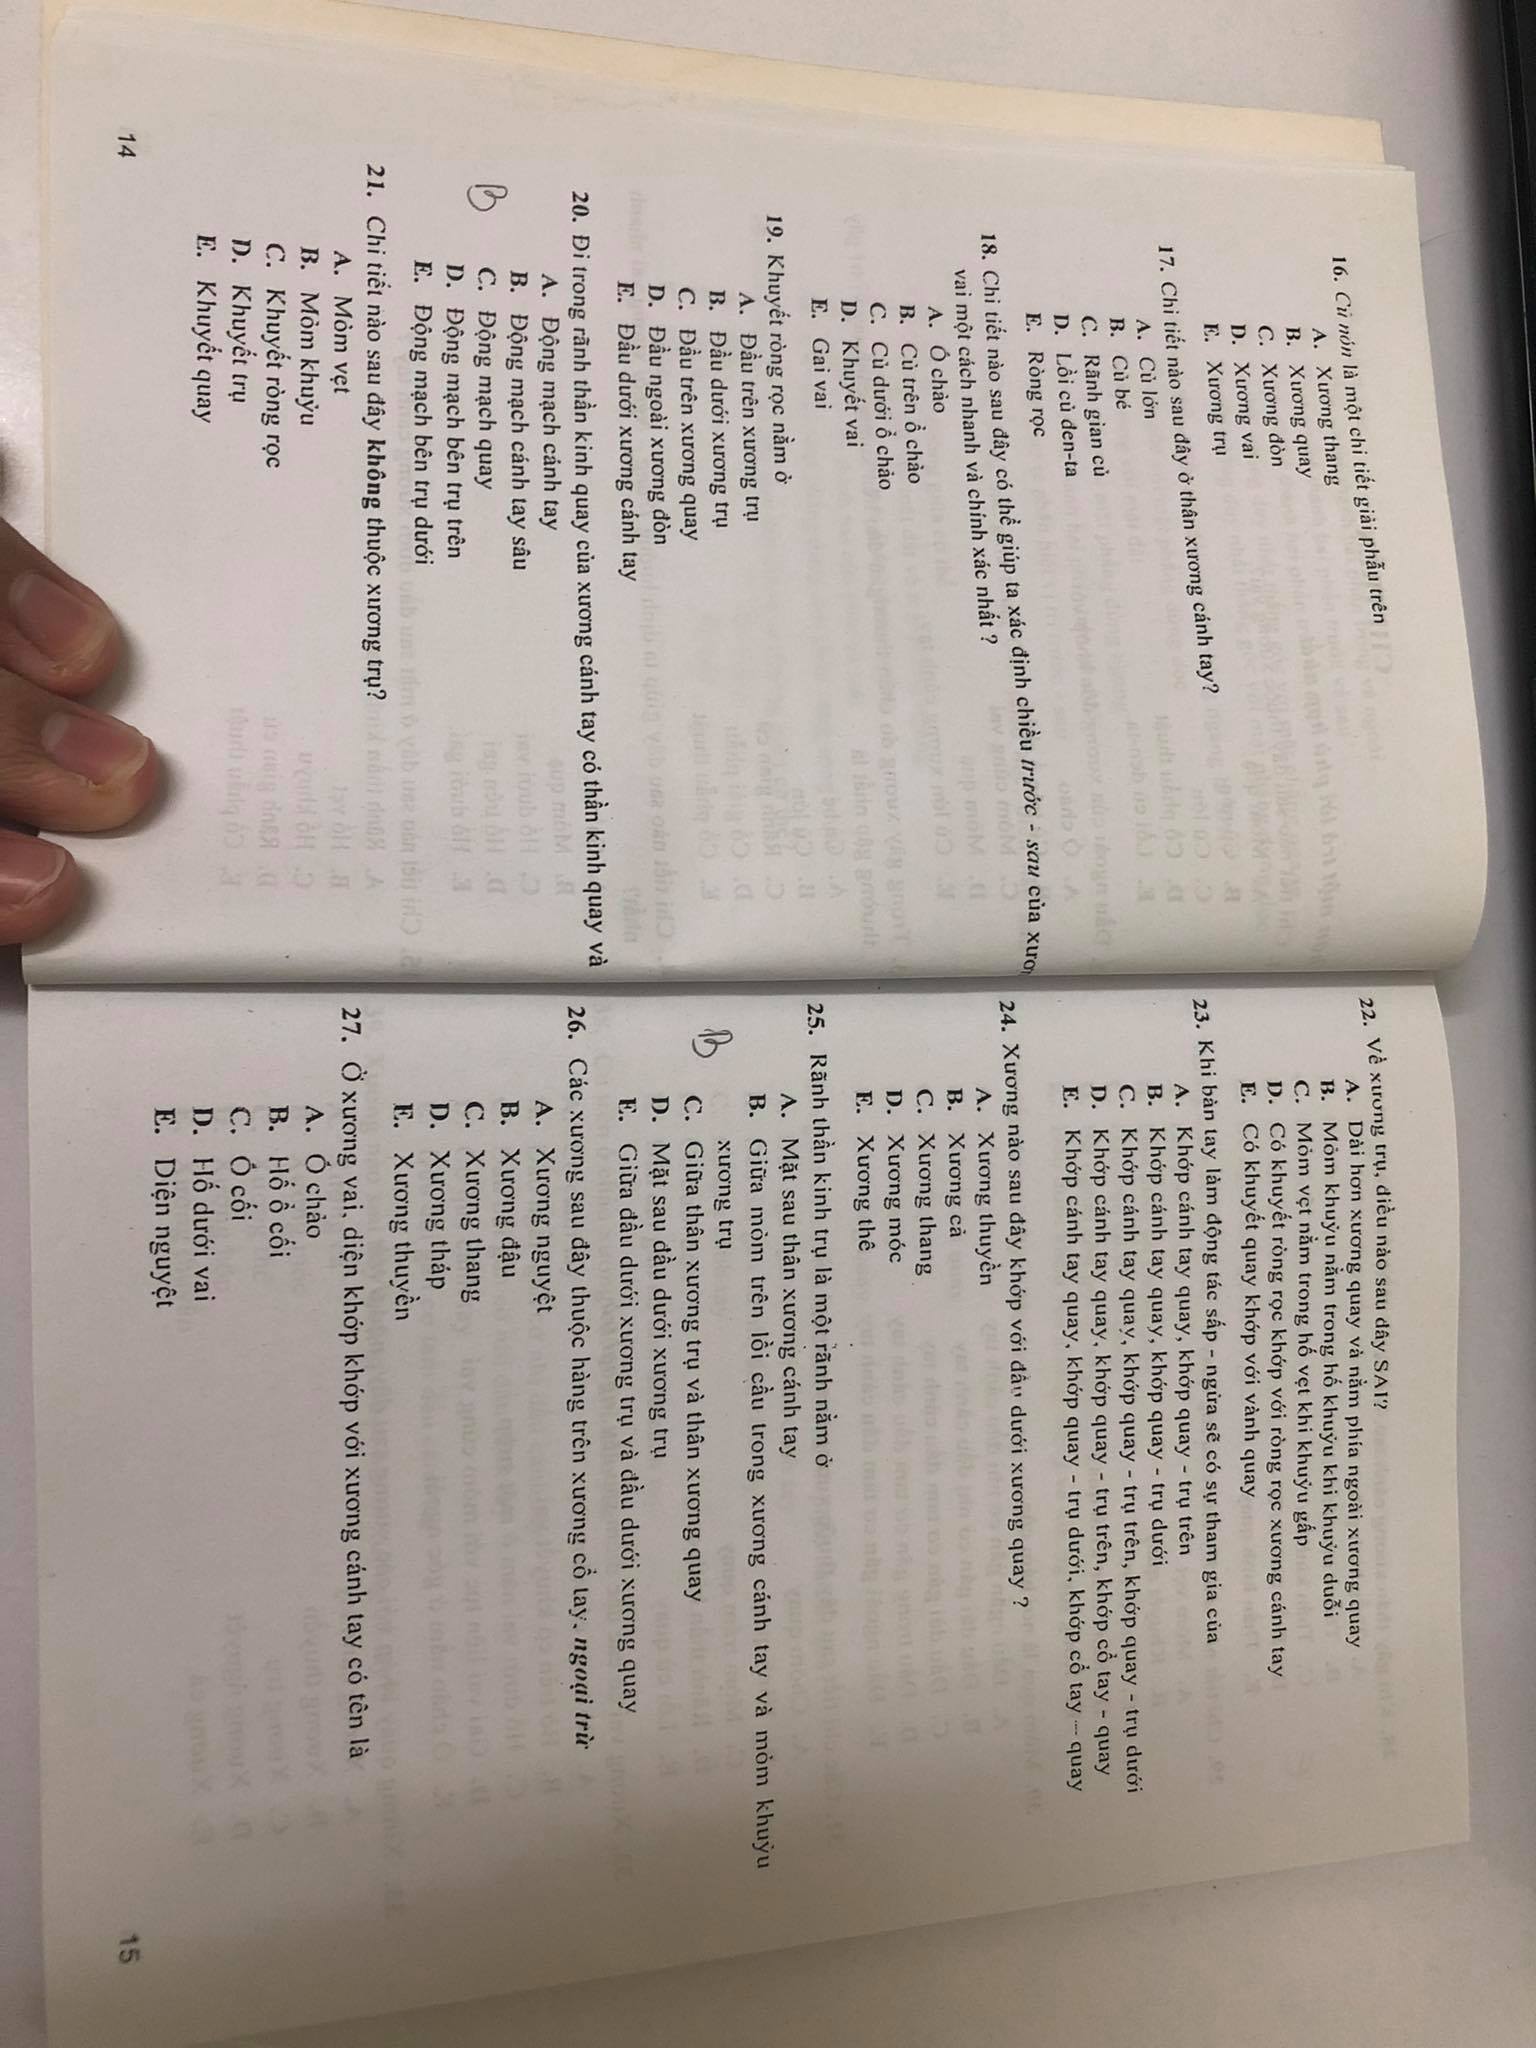 16. Củ nón là một chi tiết giải phẫu trên
A. Xương thang
B. Xương quay
C. Xương đòn
D. Xương vai
E. Xương trụ
17. Chi tiết nào sau đây ở thân xương cánh tay?
A. Củ lớn
B. Củ bé
C. Rãnh gian củ
D. Lồi củ đen-ta
E. Ròng rọc
18. Chi tiết nào sau đây có thể giúp ta xác định chiều trước - sau của
vai một cách nhanh và chính xác nhất ?
A. Ổ chảo
B. Củ trên ổ chảo
C. Củ dưới ổ chảo
D. Khuyết vai
E. Gai vai
19. Khuyết ròng rọc nằm ở
A. Đầu trên xương trụ
B. Đầu dưới xương trụ
C. Đầu trên xương quay
D. Đầu ngoài xương đòn
E. Đầu dưới xương cánh tay
20. Đi trong rãnh thần kinh quay của xương cánh tay có thần kinh quay và
A. Động mạch cánh tay
B. Động mạch cánh tay sâu
B
C. Động mạch quay
D. Động mạch bên trụ trên
E. Động mạch bên trụ dưới
21. Chi tiết nào sau đây không thuộc xương trụ?
A. Mỏm vẹt
B. Mỏm khuỷu
C. Khuyết ròng rọc
D. Khuyết trụ
E. Khuyết quay
14
22. Về xương trụ, điều nào sau đây SAI?
A. Dài hơn xương quay và nằm phía ngoài xương quay
B. Mỏm khuỷu nằm trong hố khuỷu khi khuỷu duỗi
C. Mỏm vẹt nằm trong hố vẹt khi khuỷu gấp
D. Có khuyết ròng rọc khớp với ròng rọc xương cánh tay
E. Có khuyết quay khớp với vành quay
23. Khi bàn tay làm động tác sấp - ngửa sẽ có sự tham gia của
A. Khớp cánh tay quay, khớp quay - trụ trên
B. Khớp cánh tay quay, khớp quay - trụ dưới
C. Khớp cánh tay quay, khớp quay - trụ trên, khớp quay - trụ dưới
D. Khớp cánh tay quay, khớp quay - trụ trên, khớp cổ tay - quay
E. Khớp cánh tay quay, khớp quay - trụ dưới, khớp cổ tay - quay
24. Xương nào sau đây khớp với đầu dưới xương quay ?
A. Xương thuyền
B. Xương cả
C. Xương thang
D. Xương móc
E. Xương thê
25. Rãnh thần kinh trụ là một rãnh nằm ở
A. Mặt sau thân xương cánh tay
B. Giữa mỏm trên lồi cầu trong xương cánh tay và mỏm khuỷu
xương trụ
B
C. Giữa thân xương trụ và thân xương quay
D. Mặt sau đầu dưới xương trụ
E. Giữa đầu dưới xương trụ và đầu dưới xương quay
26. Các xương sau đây thuộc hàng trên xương cổ tay, ngoại trừ
A. Xương nguyệt
B. Xương đậu
C. Xương thang
D. Xương tháp
E. Xương thuyền
27. Ở xương vai, diện khớp khớp với xương cánh tay có tên là
A. Ổ chảo
B. Hố ổ cối
C. Ổ cối
D. Hố dưới vai
E. Diện nguyệt
15